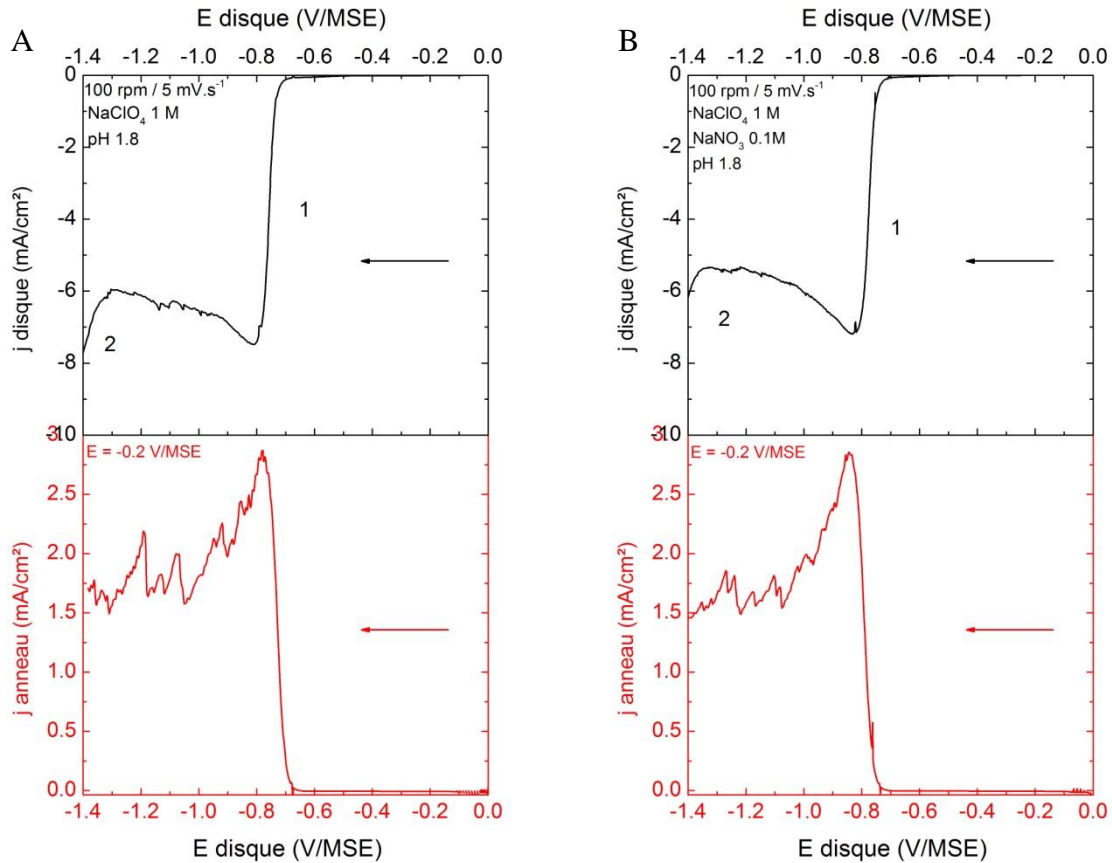 A
E disque (V/MSE)
-1.4 -1.2 -1.0 -0.8 -0.6 -0.4 -0.2 0.0
0
-2
-4
-6
-8
-10
j disque (mA/cm²)
100 rpm / 5 mV.s⁻¹
NaClO₄ 1 M
pH 1.8
1
2
3
2.5
2.0
1.5
1.0
0.5
0.0
j anneau (mA/cm²)
E = -0.2 V/MSE
-1.4 -1.2 -1.0 -0.8 -0.6 -0.4 -0.2 0.0
E disque (V/MSE)
B
E disque (V/MSE)
-1.4 -1.2 -1.0 -0.8 -0.6 -0.4 -0.2 0.0
0
-2
-4
-6
-8
-10
j disque (mA/cm²)
100 rpm / 5 mV.s⁻¹
NaClO₄ 1 M
NaNO₃ 0.1M
pH 1.8
1
2
3
2.5
2.0
1.5
1.0
0.5
0.0
j anneau (mA/cm²)
E = -0.2 V/MSE
-1.4 -1.2 -1.0 -0.8 -0.6 -0.4 -0.2 0.0
E disque (V/MSE)